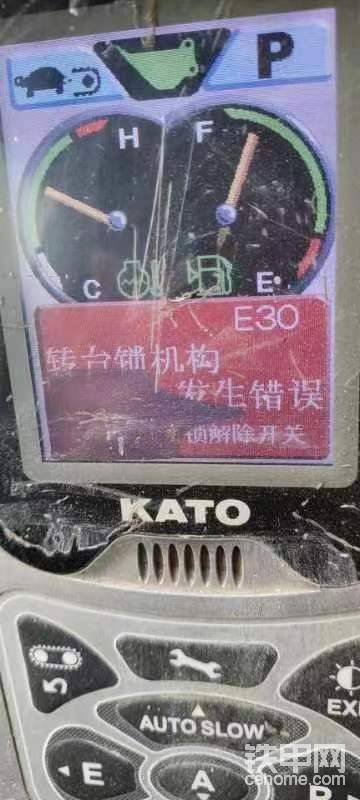 P
H F
C E
E30
转台锁机构
发生错误
锁解除开关
KATO
EX
AUTO SLOW
E A P
铁甲网
cehome.com